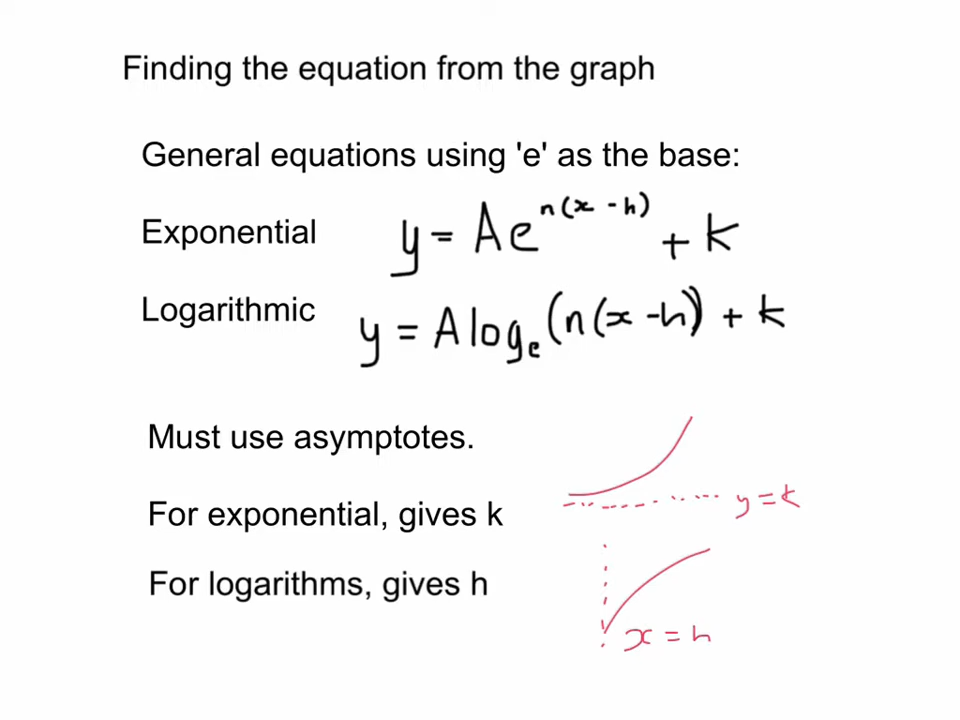 Finding the equation from the graph
General equations using 'e' as the base:
Exponential y = Ae^{n(x - h)} + k
Logarithmic y = A log_e (n(x - h)) + k
Must use asymptotes.
y = k
For exponential, gives k
For logarithms, gives h
x = h